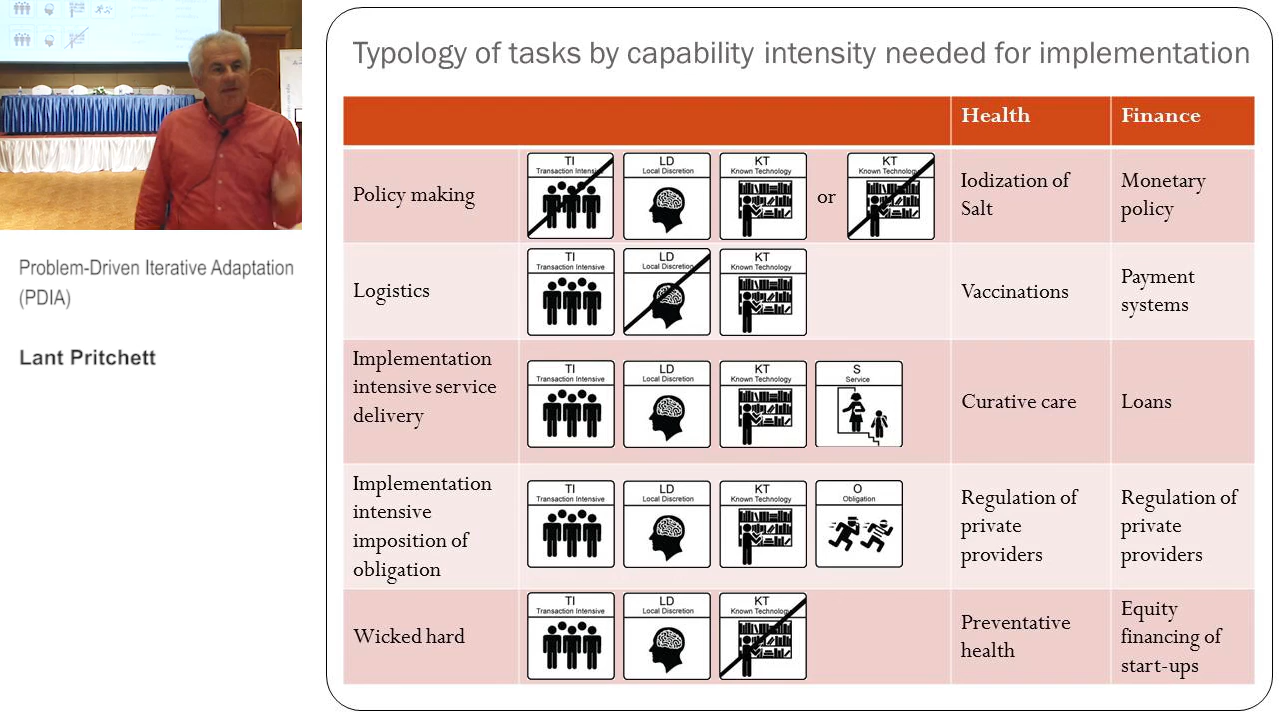 Typology of tasks by capability intensity needed for implementation
Health
Finance
Policy making
TI
Transaction Intensive
LD
Local Discretion
KT
Known Technology
or
KT
Known Technology
Iodization of
Salt
Monetary
policy
Logistics
TI
Transaction Intensive
LD
Local Discretion
KT
Known Technology
Vaccinations
Payment
systems
Implementation
intensive service
delivery
TI
Transaction Intensive
LD
Local Discretion
KT
Known Technology
S
Service
Curative care
Loans
Implementation
intensive
imposition of
obligation
TI
Transaction Intensive
LD
Local Discretion
KT
Known Technology
O
Obligation
Regulation of
private
providers
Regulation of
private
providers
Wicked hard
TI
Transaction Intensive
LD
Local Discretion
KT
Known Technology
Preventative
health
Equity
financing of
start-ups
Problem-Driven Iterative Adaptation
(PDIA)
Lant Pritchett